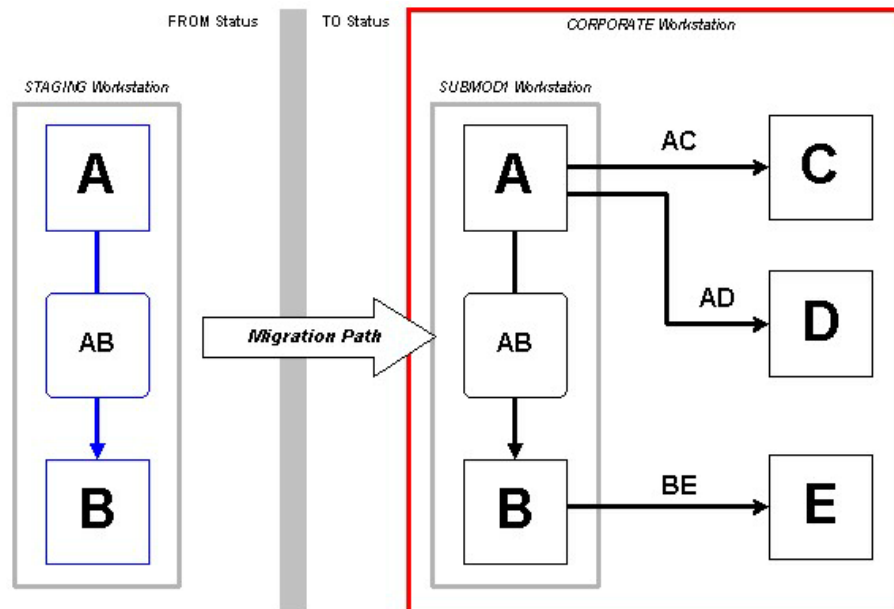 FROM Status
TO Status
CORPORATE Workstation
STAGING Workstation
SUBMOD1 Workstation
A
A
AC
C
AB
Migration Path
AB
AD
D
B
B
BE
E